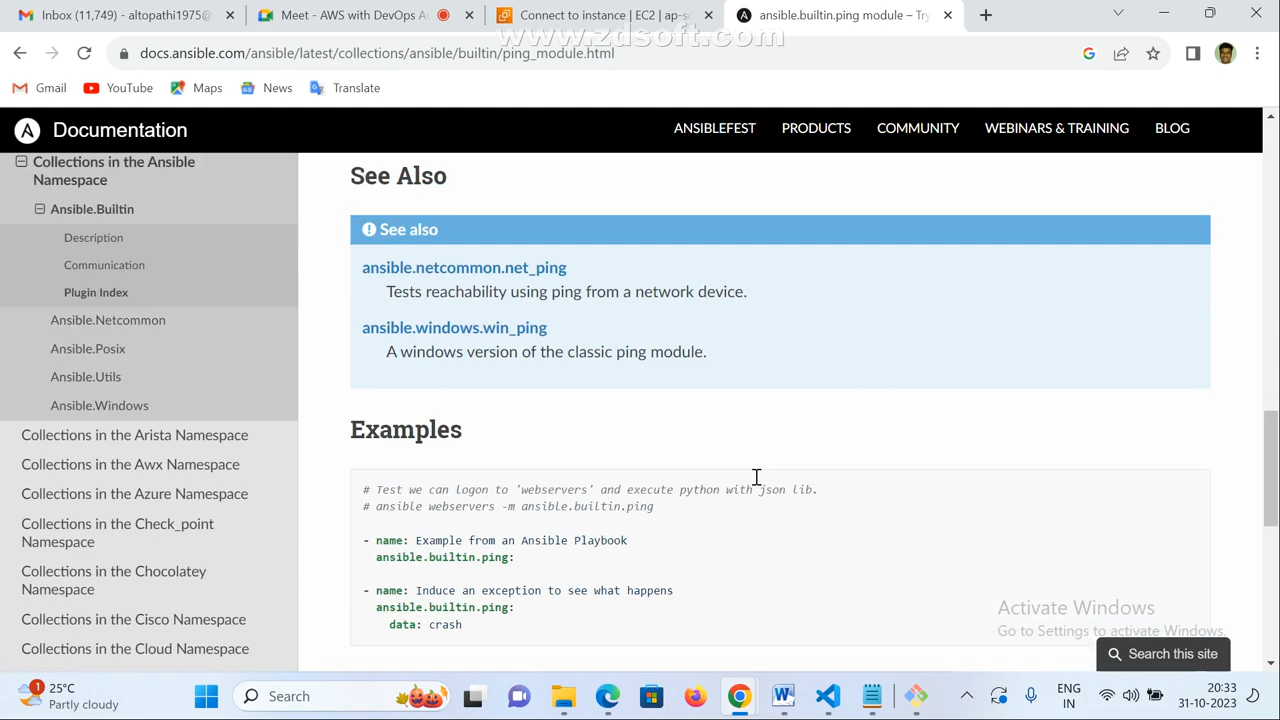 Inbox (11,749) - altopathi1975@
Meet - AWS with DevOps Au
Connect to instance | EC2 | ap-so
ansible.builtin.ping module – Try
www.zdsoft.com
docs.ansible.com/ansible/latest/collections/ansible/builtin/ping_module.html
Gmail
YouTube
Maps
News
Translate
Documentation
ANSIBLEFEST
PRODUCTS
COMMUNITY
WEBINARS & TRAINING
BLOG
Collections in the Ansible
Namespace
Ansible.Builtin
Description
Communication
Plugin Index
Ansible.Netcommon
Ansible.Posix
Ansible.Utils
Ansible.Windows
Collections in the Arista Namespace
Collections in the Awx Namespace
Collections in the Azure Namespace
Collections in the Check_point
Namespace
Collections in the Chocolatey
Namespace
Collections in the Cisco Namespace
Collections in the Cloud Namespace
See Also
See also
ansible.netcommon.net_ping
Tests reachability using ping from a network device.
ansible.windows.win_ping
A windows version of the classic ping module.
Examples
# Test we can logon to 'webservers' and execute python with json lib.
# ansible webservers -m ansible.builtin.ping
- name: Example from an Ansible Playbook
ansible.builtin.ping:
- name: Induce an exception to see what happens
ansible.builtin.ping:
data: crash
Activate Windows
Go to Settings to activate Windows.
Search this site
1
25°C
Partly cloudy
Search
ENG
IN
20:33
31-10-2023